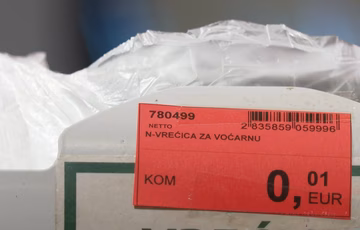 780499
2 835859 059996
NETTO
N-VREĆICA ZA VOĆARNU
KOM
0,01
EUR